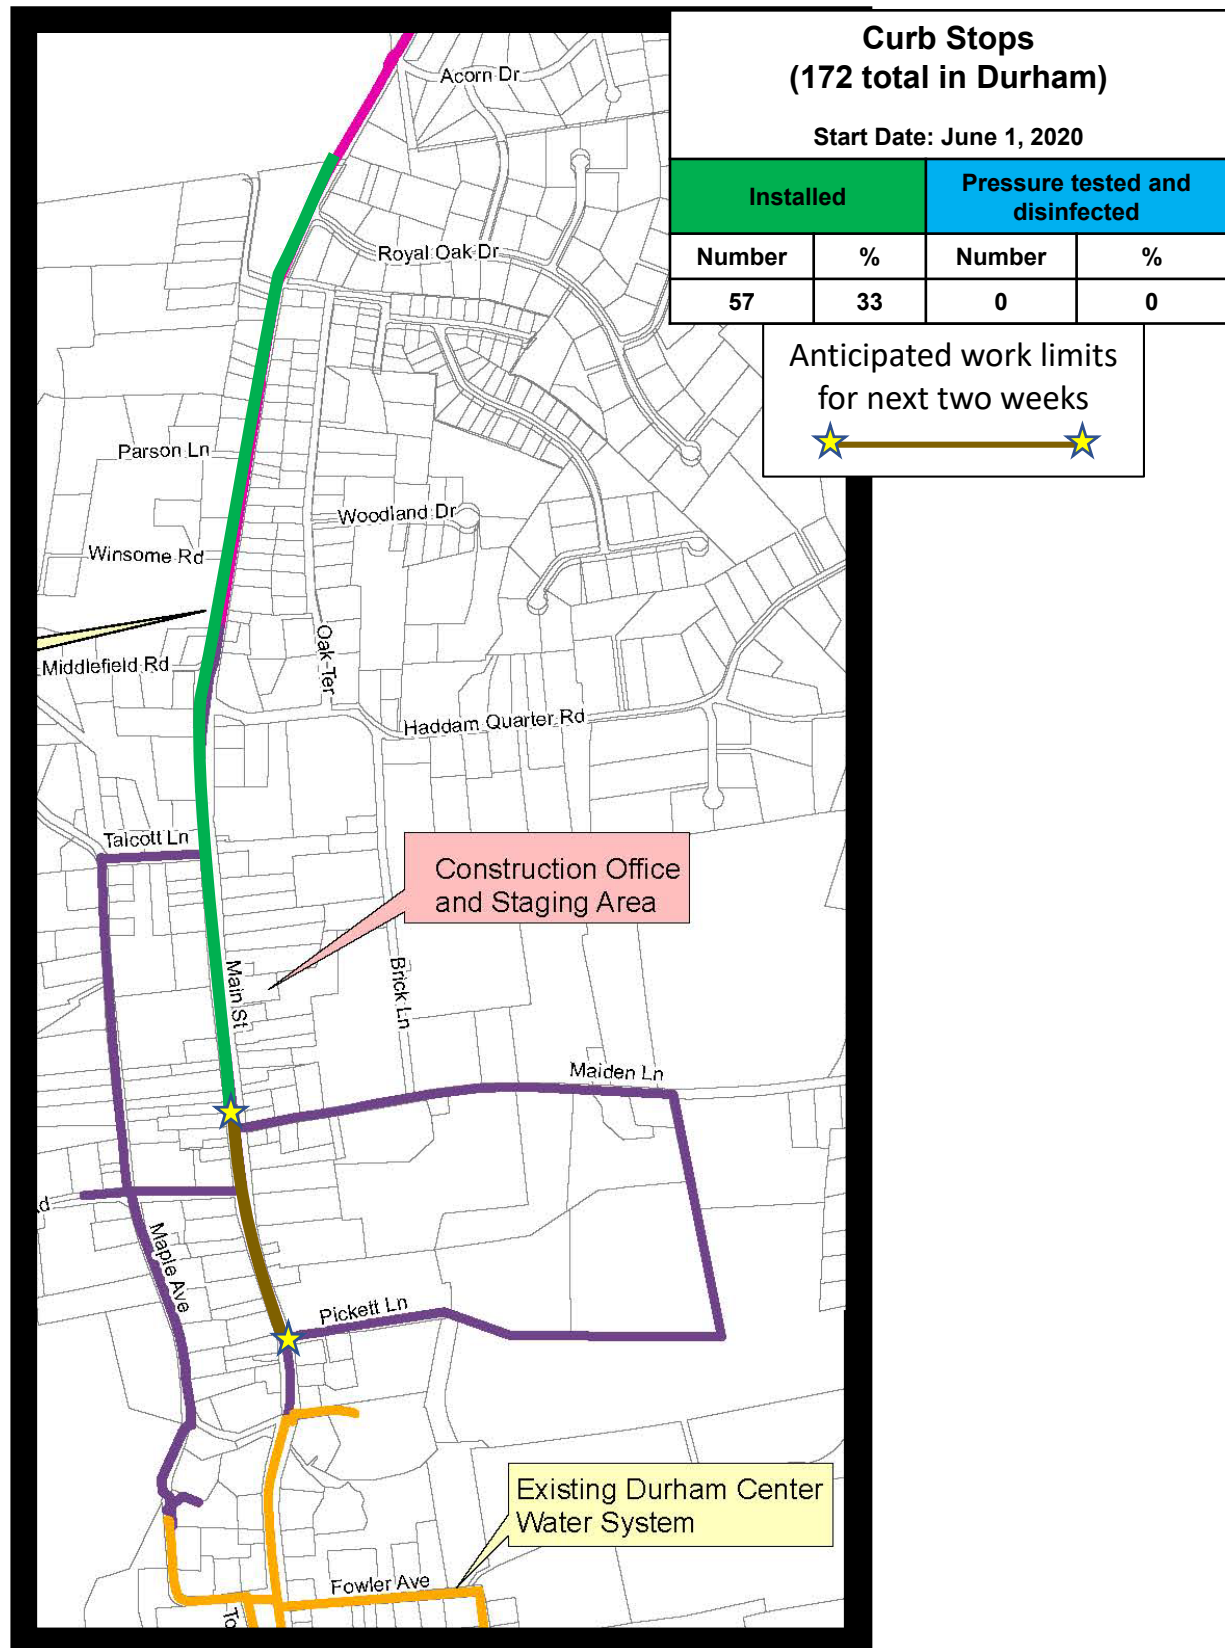 Curb Stops
(172 total in Durham)
Start Date: June 1, 2020
Installed
Pressure tested and
disinfected
Number % Number %
57 33 0 0
Anticipated work limits
for next two weeks
Acorn Dr
Royal Oak Dr
Parson Ln
Woodland Dr
Winsome Rd
Oak Ter
Middlefield Rd
Haddam Quarter Rd
Talcott Ln
Construction Office
and Staging Area
Main St
Brick Ln
Maiden Ln
Maple Ave
Pickett Ln
Existing Durham Center
Water System
Fowler Ave
To